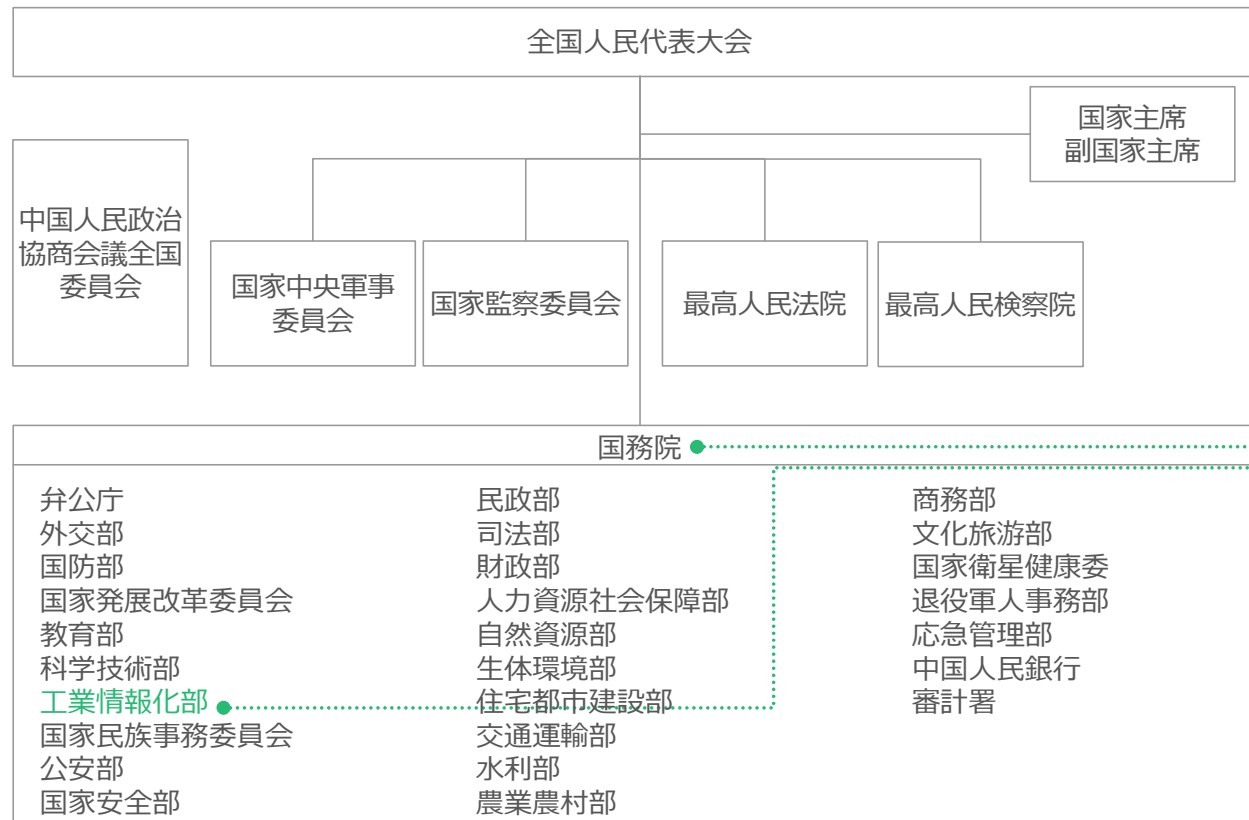 全国人民代表大会
国家主席
副国家主席
中国人民政治
協商会議全国
委員会
国家中央軍事
委員会
国家監察委員会
最高人民法院
最高人民検察院
国務院
弁公庁
外交部
国防部
国家発展改革委員会
教育部
科学技術部
工業情報化部
国家民族事務委員会
公安部
国家安全部
民政部
司法部
財政部
人力資源社会保障部
自然資源部
生体環境部
住宅都市建設部
交通運輸部
水利部
農業農村部
商務部
文化旅游部
国家衛星健康委
退役軍人事務部
応急管理部
中国人民銀行
審計署